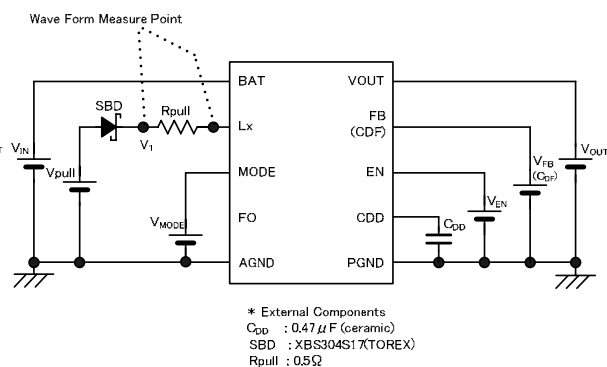 Wave Form Measure Point
BAT
VOUT
SBD
Rpull
FB
(CDF)
Lx
T
VIN
V1
VOUT
Vpull
MODE
EN
VFB
(CDF)
VMODE
FO
CDD
CDD
VEN
AGND
PGND
* External Components
CDD : 0.47μF (ceramic)
SBD : XBS304S17(TOREX)
Rpull : 0.5Ω